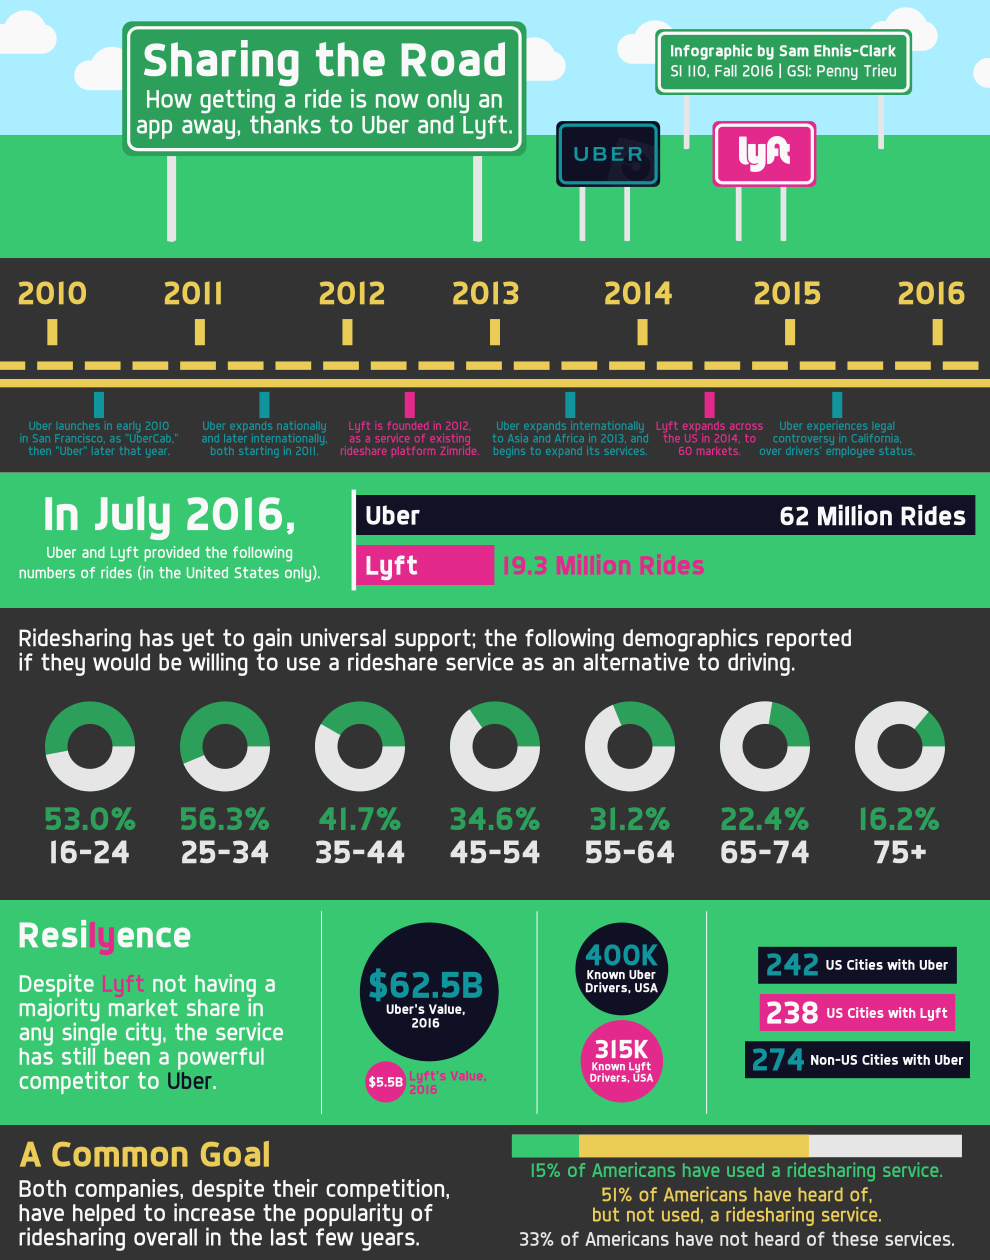 Sharing the Road
How getting a ride is now only an
app away, thanks to Uber and Lyft.
Infographic by Sam Ehnis-Clark
SI 110, Fall 2016 | GSI: Penny Trieu
UBER
lyft
2010
2011
2012
2013
2014
2015
2016
Uber launches in early 2010
in San Francisco, as "UberCab,"
then "Uber" later that year.
Uber expands nationally
and later internationally,
both starting in 2011.
Lyft is founded in 2012,
as a service of existing
rideshare platform Zimride.
Uber expands internationally
to Asia and Africa in 2013, and
begins to expand its services.
Lyft expands across
the US in 2014, to
60 markets.
Uber experiences legal
controversy in California,
over drivers' employee status.
In July 2016,
Uber and Lyft provided the following
numbers of rides (in the United States only).
Uber
62 Million Rides
Lyft
19.3 Million Rides
Ridesharing has yet to gain universal support; the following demographics reported
if they would be willing to use a rideshare service as an alternative to driving.
53.0%
16-24
56.3%
25-34
41.7%
35-44
34.6%
45-54
31.2%
55-64
22.4%
65-74
16.2%
75+
Resilyence
Despite Lyft not having a
majority market share in
any single city, the service
has still been a powerful
competitor to Uber.
$62.5B
Uber's Value,
2016
$5.5B
Lyft's Value,
2016
400K
Known Uber
Drivers, USA
315K
Known Lyft
Drivers, USA
242 US Cities with Uber
238 US Cities with Lyft
274 Non-US Cities with Uber
A Common Goal
Both companies, despite their competition,
have helped to increase the popularity of
ridesharing overall in the last few years.
15% of Americans have used a ridesharing service.
51% of Americans have heard of,
but not used, a ridesharing service.
33% of Americans have not heard of these services.